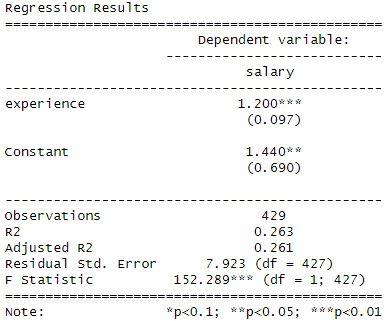 Regression Results
===============================================
Dependent variable:
---------------------------
salary
-----------------------------------------------
experience 1.200***
(0.097)
Constant 1.440**
(0.690)
-----------------------------------------------
Observations 429
R2 0.263
Adjusted R2 0.261
Residual Std. Error 7.923 (df = 427)
F Statistic 152.289*** (df = 1; 427)
===============================================
Note: *p<0.1; **p<0.05; ***p<0.01